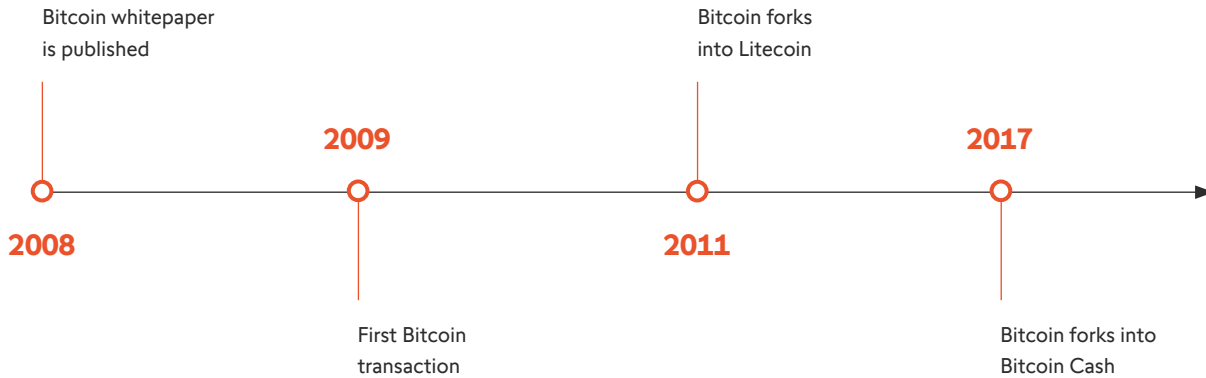 Bitcoin whitepaper
is published
2008
2009
First Bitcoin
transaction
Bitcoin forks
into Litecoin
2011
2017
Bitcoin forks into
Bitcoin Cash